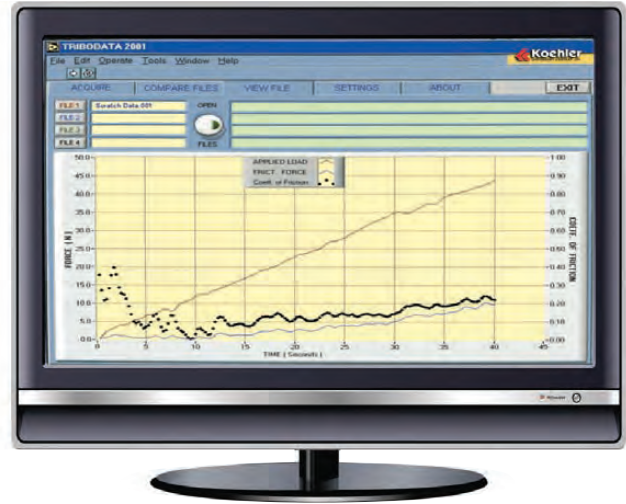 TRIBODATA 2001
Koehler
File Edit Operate Tools Window Help
ACQUIRE COMPARE FILES VIEW FILE SETTINGS ABOUT EXIT
FILE 1 Scratch Data 001 OPEN
FILE 2
FILE 3
FILE 4 FILES
APPLIED LOAD
FRICT. FORCE
Coeff. of Friction
FORCE [ N ]
50.0
45.0
40.0
35.0
30.0
25.0
20.0
15.0
10.0
5.0
0.0
1.00
0.90
0.80
0.70
0.60
0.50
0.40
0.30
0.20
0.10
0.00
COEFF. OF FRICTION
0 5 10 15 20 25 30 35 40 45
TIME ( Seconds )